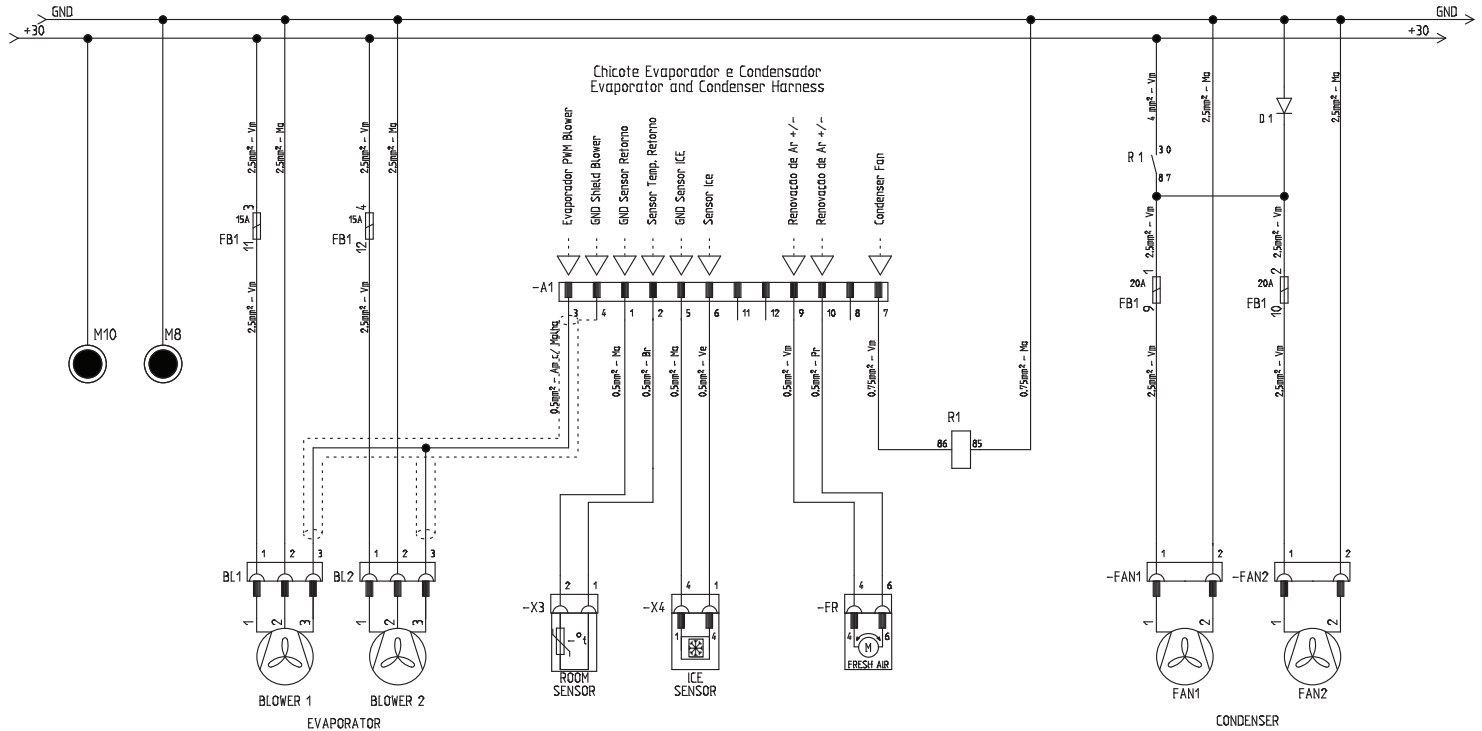 GND
GND
+30
+30
Chicote Evaporador e Condensador
Evaporator and Condenser Harness
Evaporador PWM Blower
GND Shield Blower
GND Sensor Retorno
Sensor Temp. Retorno
GND Sensor ICE
Sensor Ice
Renovacão de Ar +/-
Renovacão de Ar +/-
Condenser Fan
2,5mm² - Vm
2,5mm² - Ma
2,5mm² - Vm
2,5mm² - Ma
4 mm² - Vm
2,5mm² - Ma
D1
2,5mm² - Ma
R1
30
87
3
15A
FB1
11
4
15A
FB1
12
2,5mm² - Vm
2,5mm² - Vm
2,5mm² - Vm
2,5mm² - Vm
-A1
3
4
1
2
5
6
11
12
9
10
8
7
1
20A
FB1
9
2
20A
FB1
10
M10
M8
0,5mm² - Am c/ Malha
0,5mm² - Ma
0,5mm² - Br
0,5mm² - Ma
0,5mm² - Ve
0,5mm² - Vm
0,5mm² - Pr
0,75mm² - Vm
0,75mm² - Ma
2,5mm² - Vm
2,5mm² - Vm
R1
86
85
1
2
3
1
2
3
1
2
1
2
BL1
BL2
-FAN1
-FAN2
2
1
4
1
4
6
-X3
-X4
-FR
1
2
3
1
2
3
-°t
1
4
4
M
6
1
2
1
2
FRESH AIR
ROOM
SENSOR
ICE
SENSOR
BLOWER 1
BLOWER 2
FAN1
FAN2
EVAPORATOR
CONDENSER